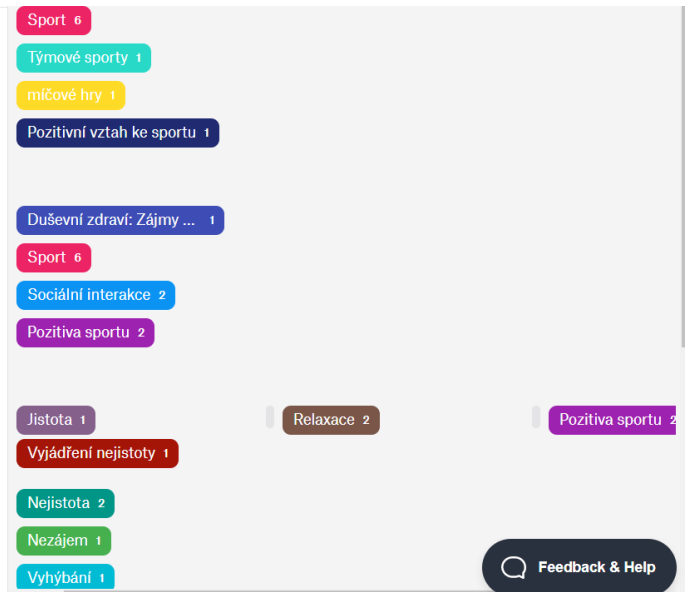 Sport 6
Týmové sporty 1
míčové hry 1
Pozitivní vztah ke sportu 1
Duševní zdraví: Zájmy ... 1
Sport 6
Sociální interakce 2
Pozitiva sportu 2
Jistota 1 Relaxace 2 Pozitiva sportu 2
Vyjádření nejistoty 1
Nejistota 2
Nezájem 1
Vyhýbání 1 Feedback & Help